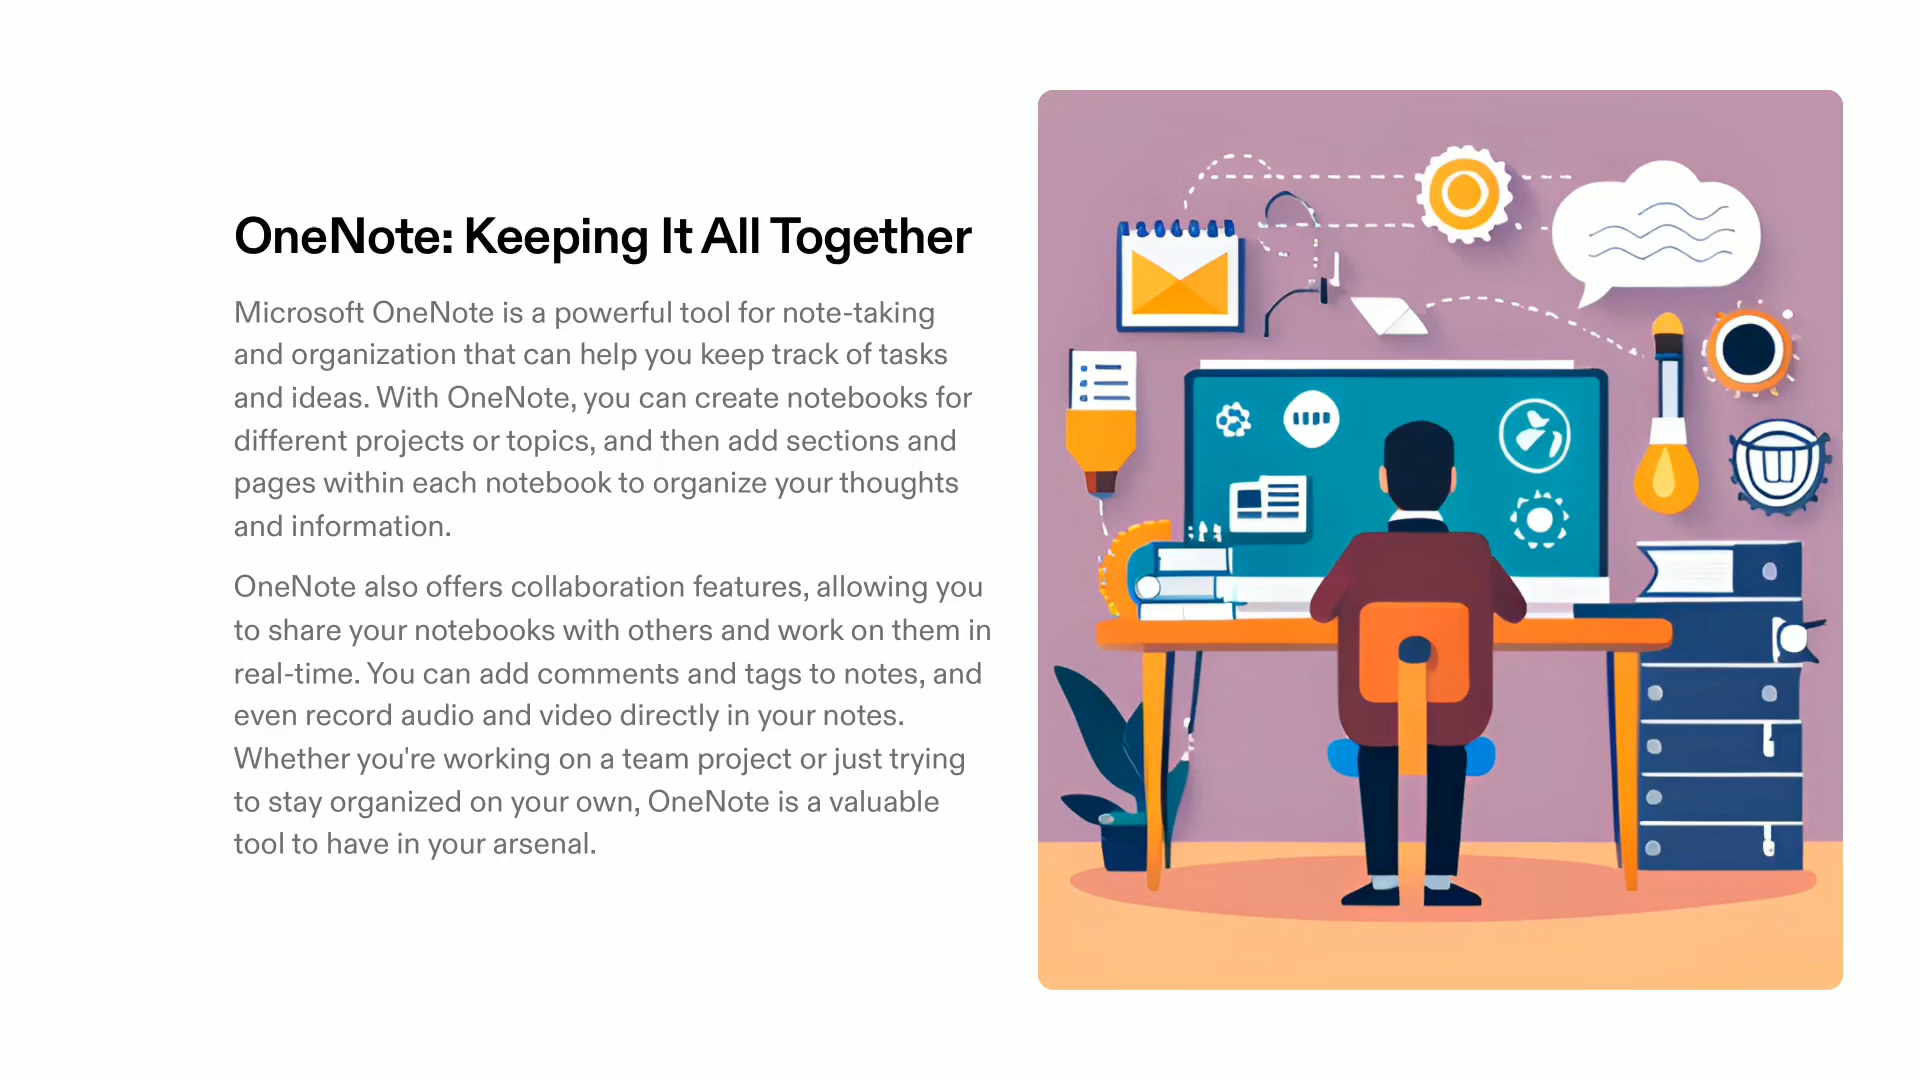 OneNote: Keeping It All Together
Microsoft OneNote is a powerful tool for note-taking
and organization that can help you keep track of tasks
and ideas. With OneNote, you can create notebooks for
different projects or topics, and then add sections and
pages within each notebook to organize your thoughts
and information.
OneNote also offers collaboration features, allowing you
to share your notebooks with others and work on them in
real-time. You can add comments and tags to notes, and
even record audio and video directly in your notes.
Whether you're working on a team project or just trying
to stay organized on your own, OneNote is a valuable
tool to have in your arsenal.